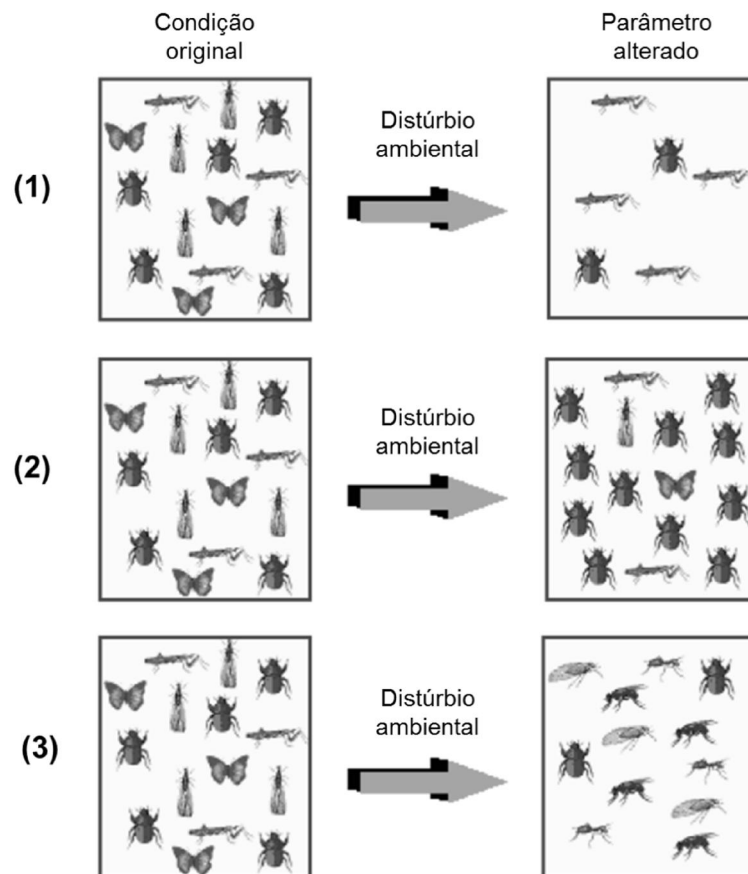 Condição
original
Parâmetro
alterado
(1)
Distúrbio
ambiental
(2)
Distúrbio
ambiental
(3)
Distúrbio
ambiental